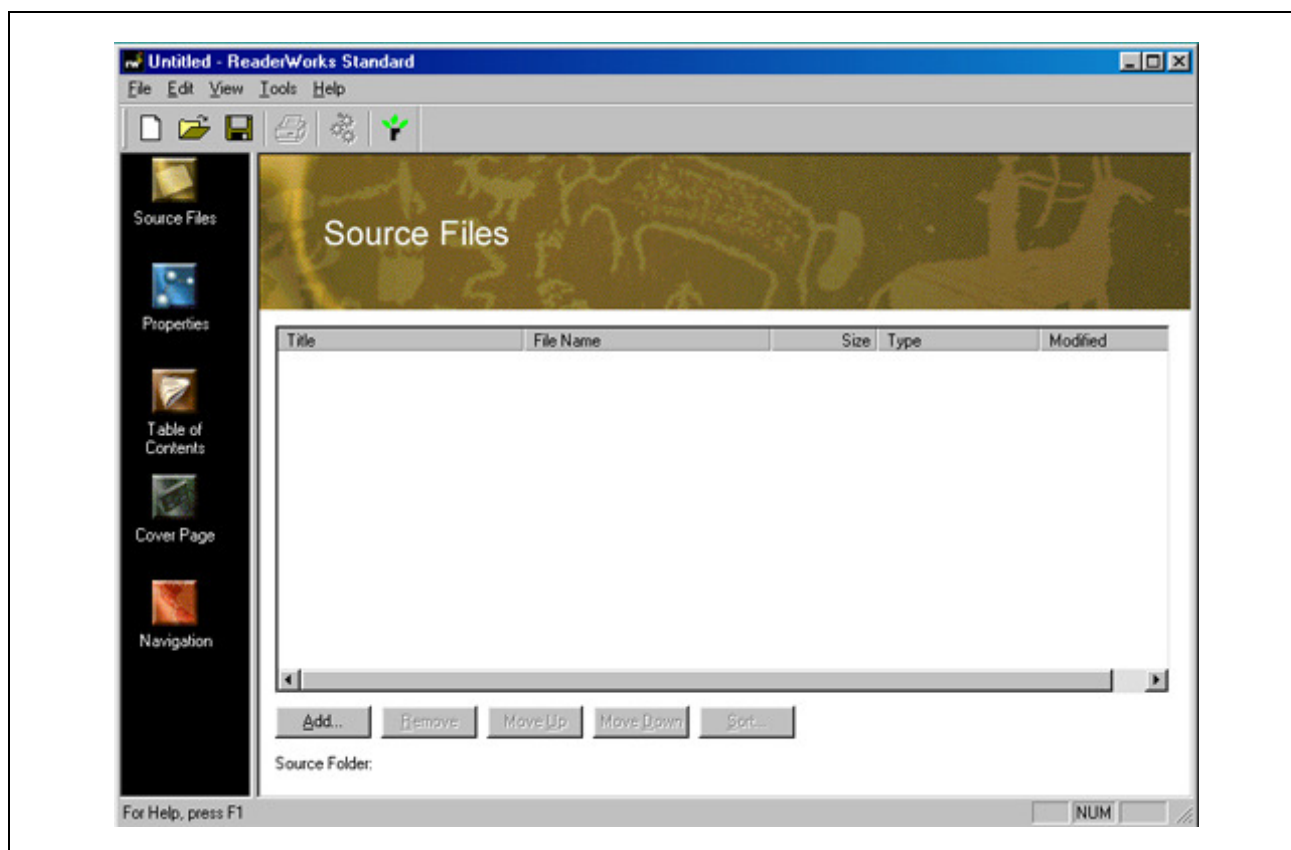 Untitled - ReaderWorks Standard
File Edit View Tools Help
Source Files
Properties
Table of
Contents
Cover Page
Navigation
Source Files
Title File Name Size Type Modified
Add... Remove Move Up Move Down Sort...
Source Folder:
For Help, press F1
NUM